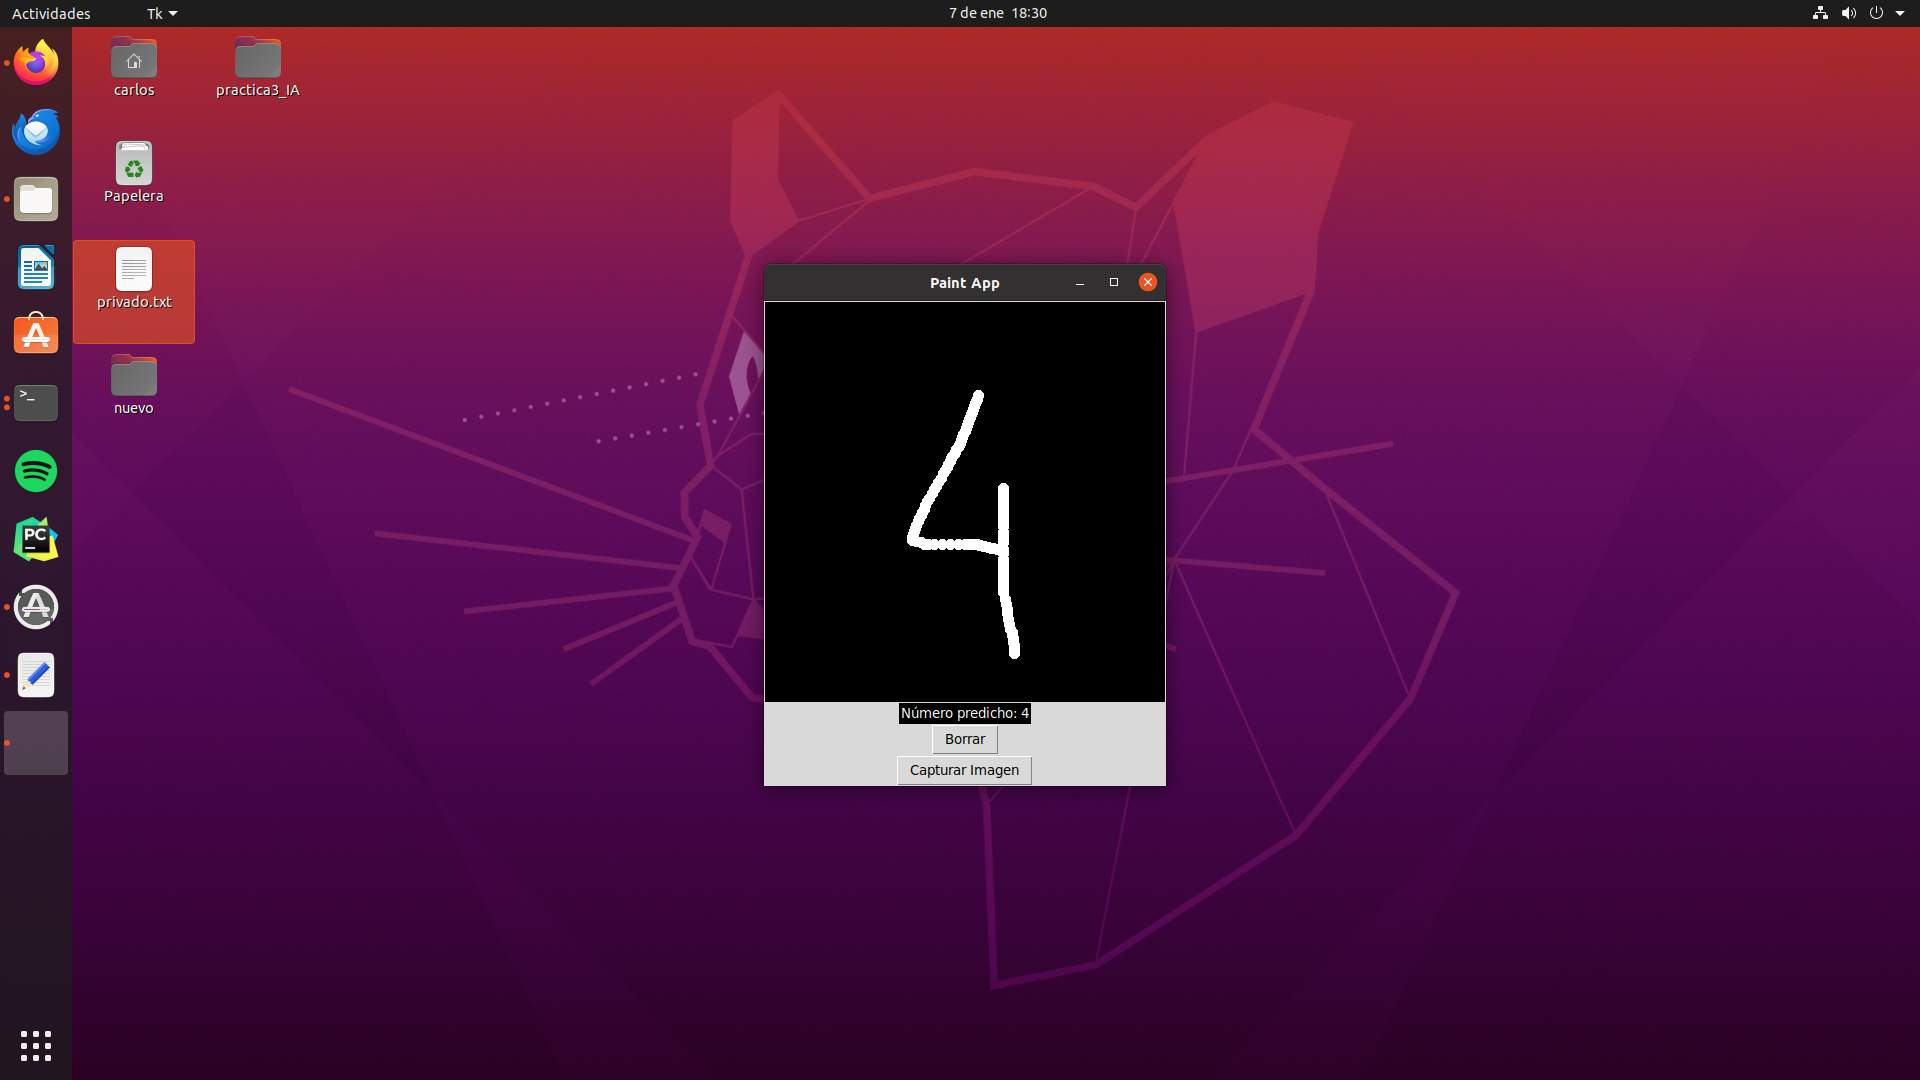 Actividades
Tk
7 de ene 18:30
carlos
practica3_IA
Papelera
privado.txt
nuevo
>_
PC
Paint App
4
Número predicho: 4
Borrar
Capturar Imagen